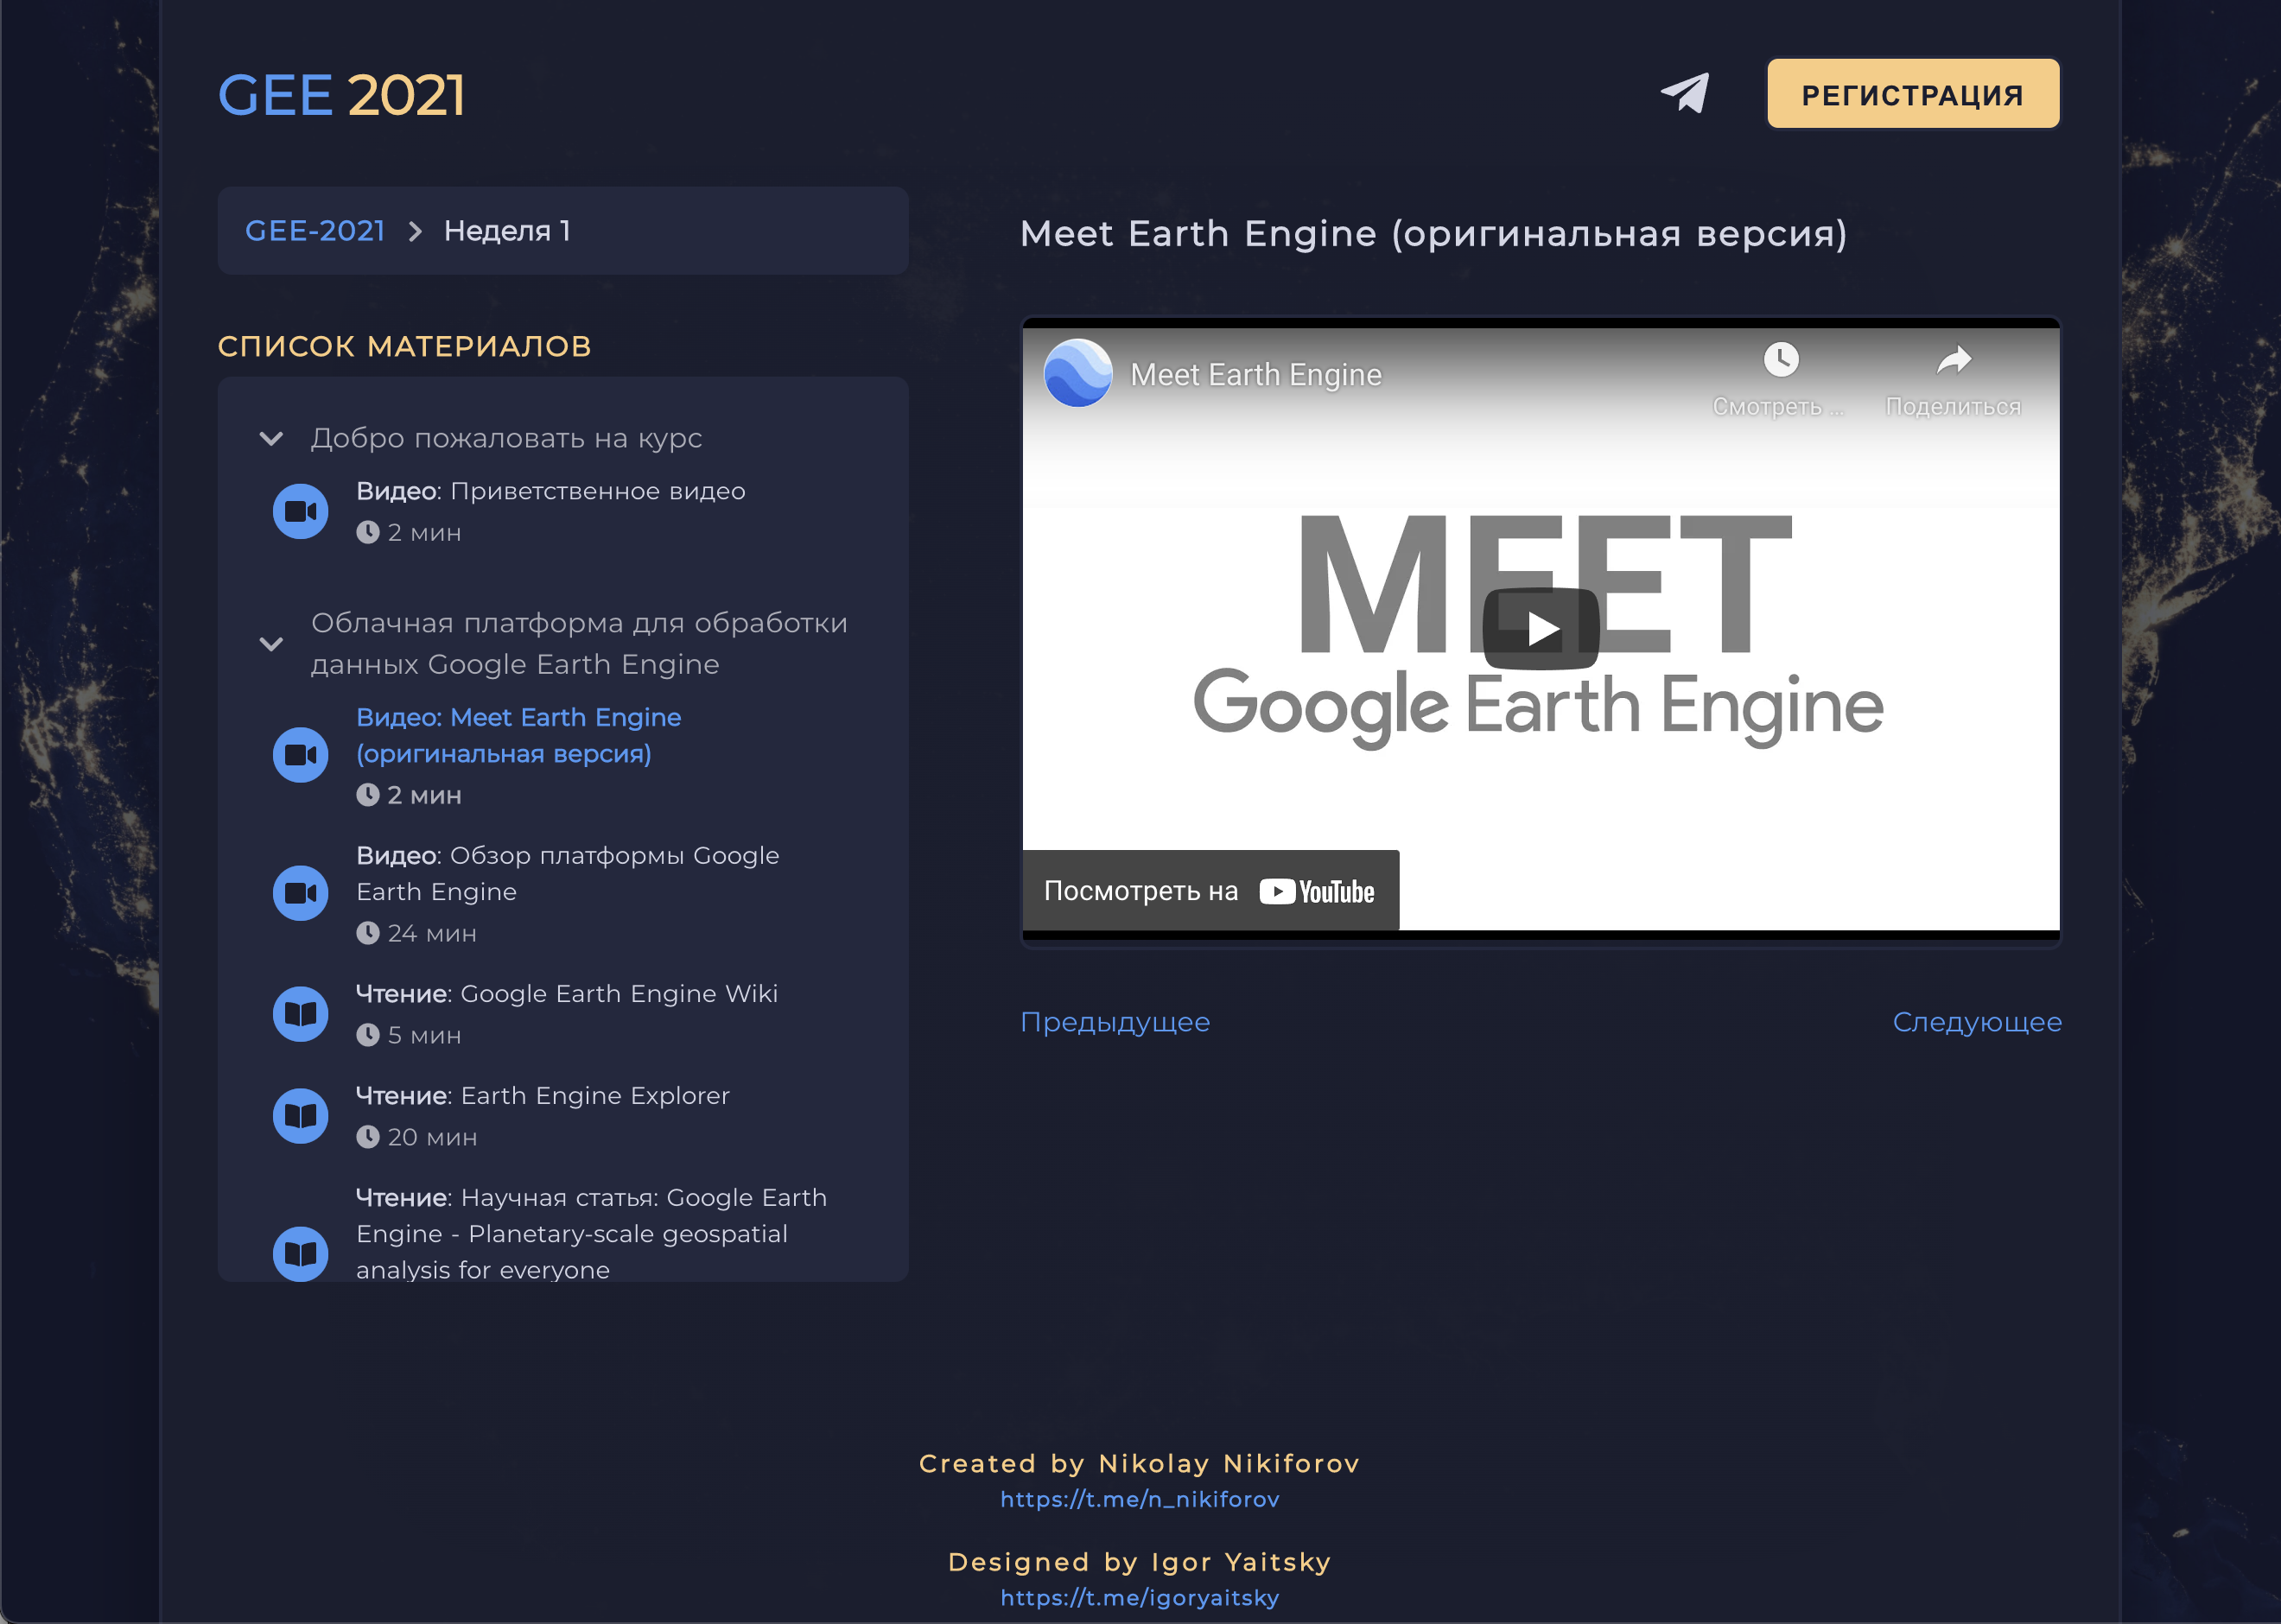 GEE 2021
РЕГИСТРАЦИЯ
GEE-2021 > Неделя 1
СПИСОК МАТЕРИАЛОВ
Добро пожаловать на курс
Видео: Приветственное видео
2 мин
Облачная платформа для обработки
данных Google Earth Engine
Видео: Meet Earth Engine
(оригинальная версия)
2 мин
Видео: Обзор платформы Google
Earth Engine
24 мин
Чтение: Google Earth Engine Wiki
5 мин
Чтение: Earth Engine Explorer
20 мин
Чтение: Научная статья: Google Earth
Engine - Planetary-scale geospatial
analysis for everyone
Meet Earth Engine (оригинальная версия)
Meet Earth Engine
Смотреть ...
Поделиться
MEET
Google Earth Engine
Посмотреть на YouTube
Предыдущее
Следующее
Created by Nikolay Nikiforov
https://t.me/n_nikiforov
Designed by Igor Yaitsky
https://t.me/igoryaitsky